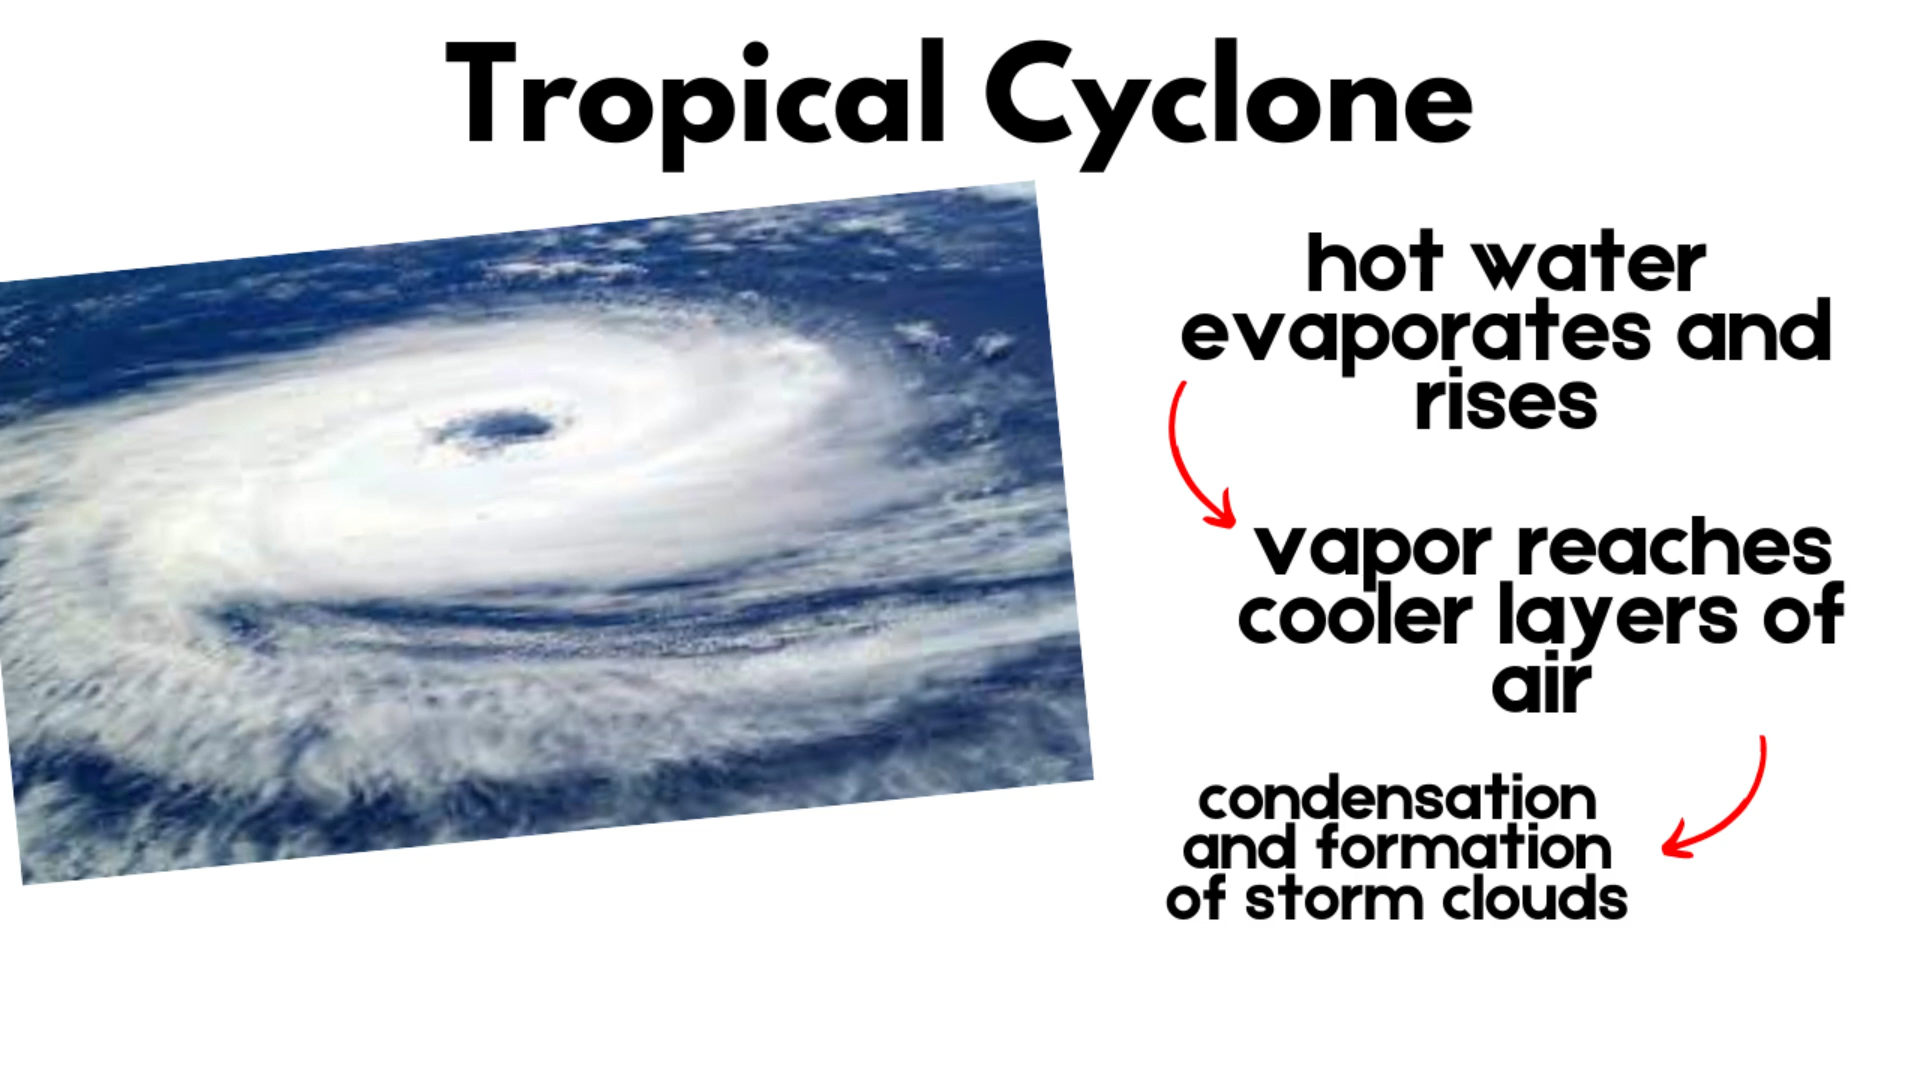 Tropical Cyclone
hot water
evaporates and
rises
vapor reaches
cooler layers of
air
condensation
and formation
of storm clouds